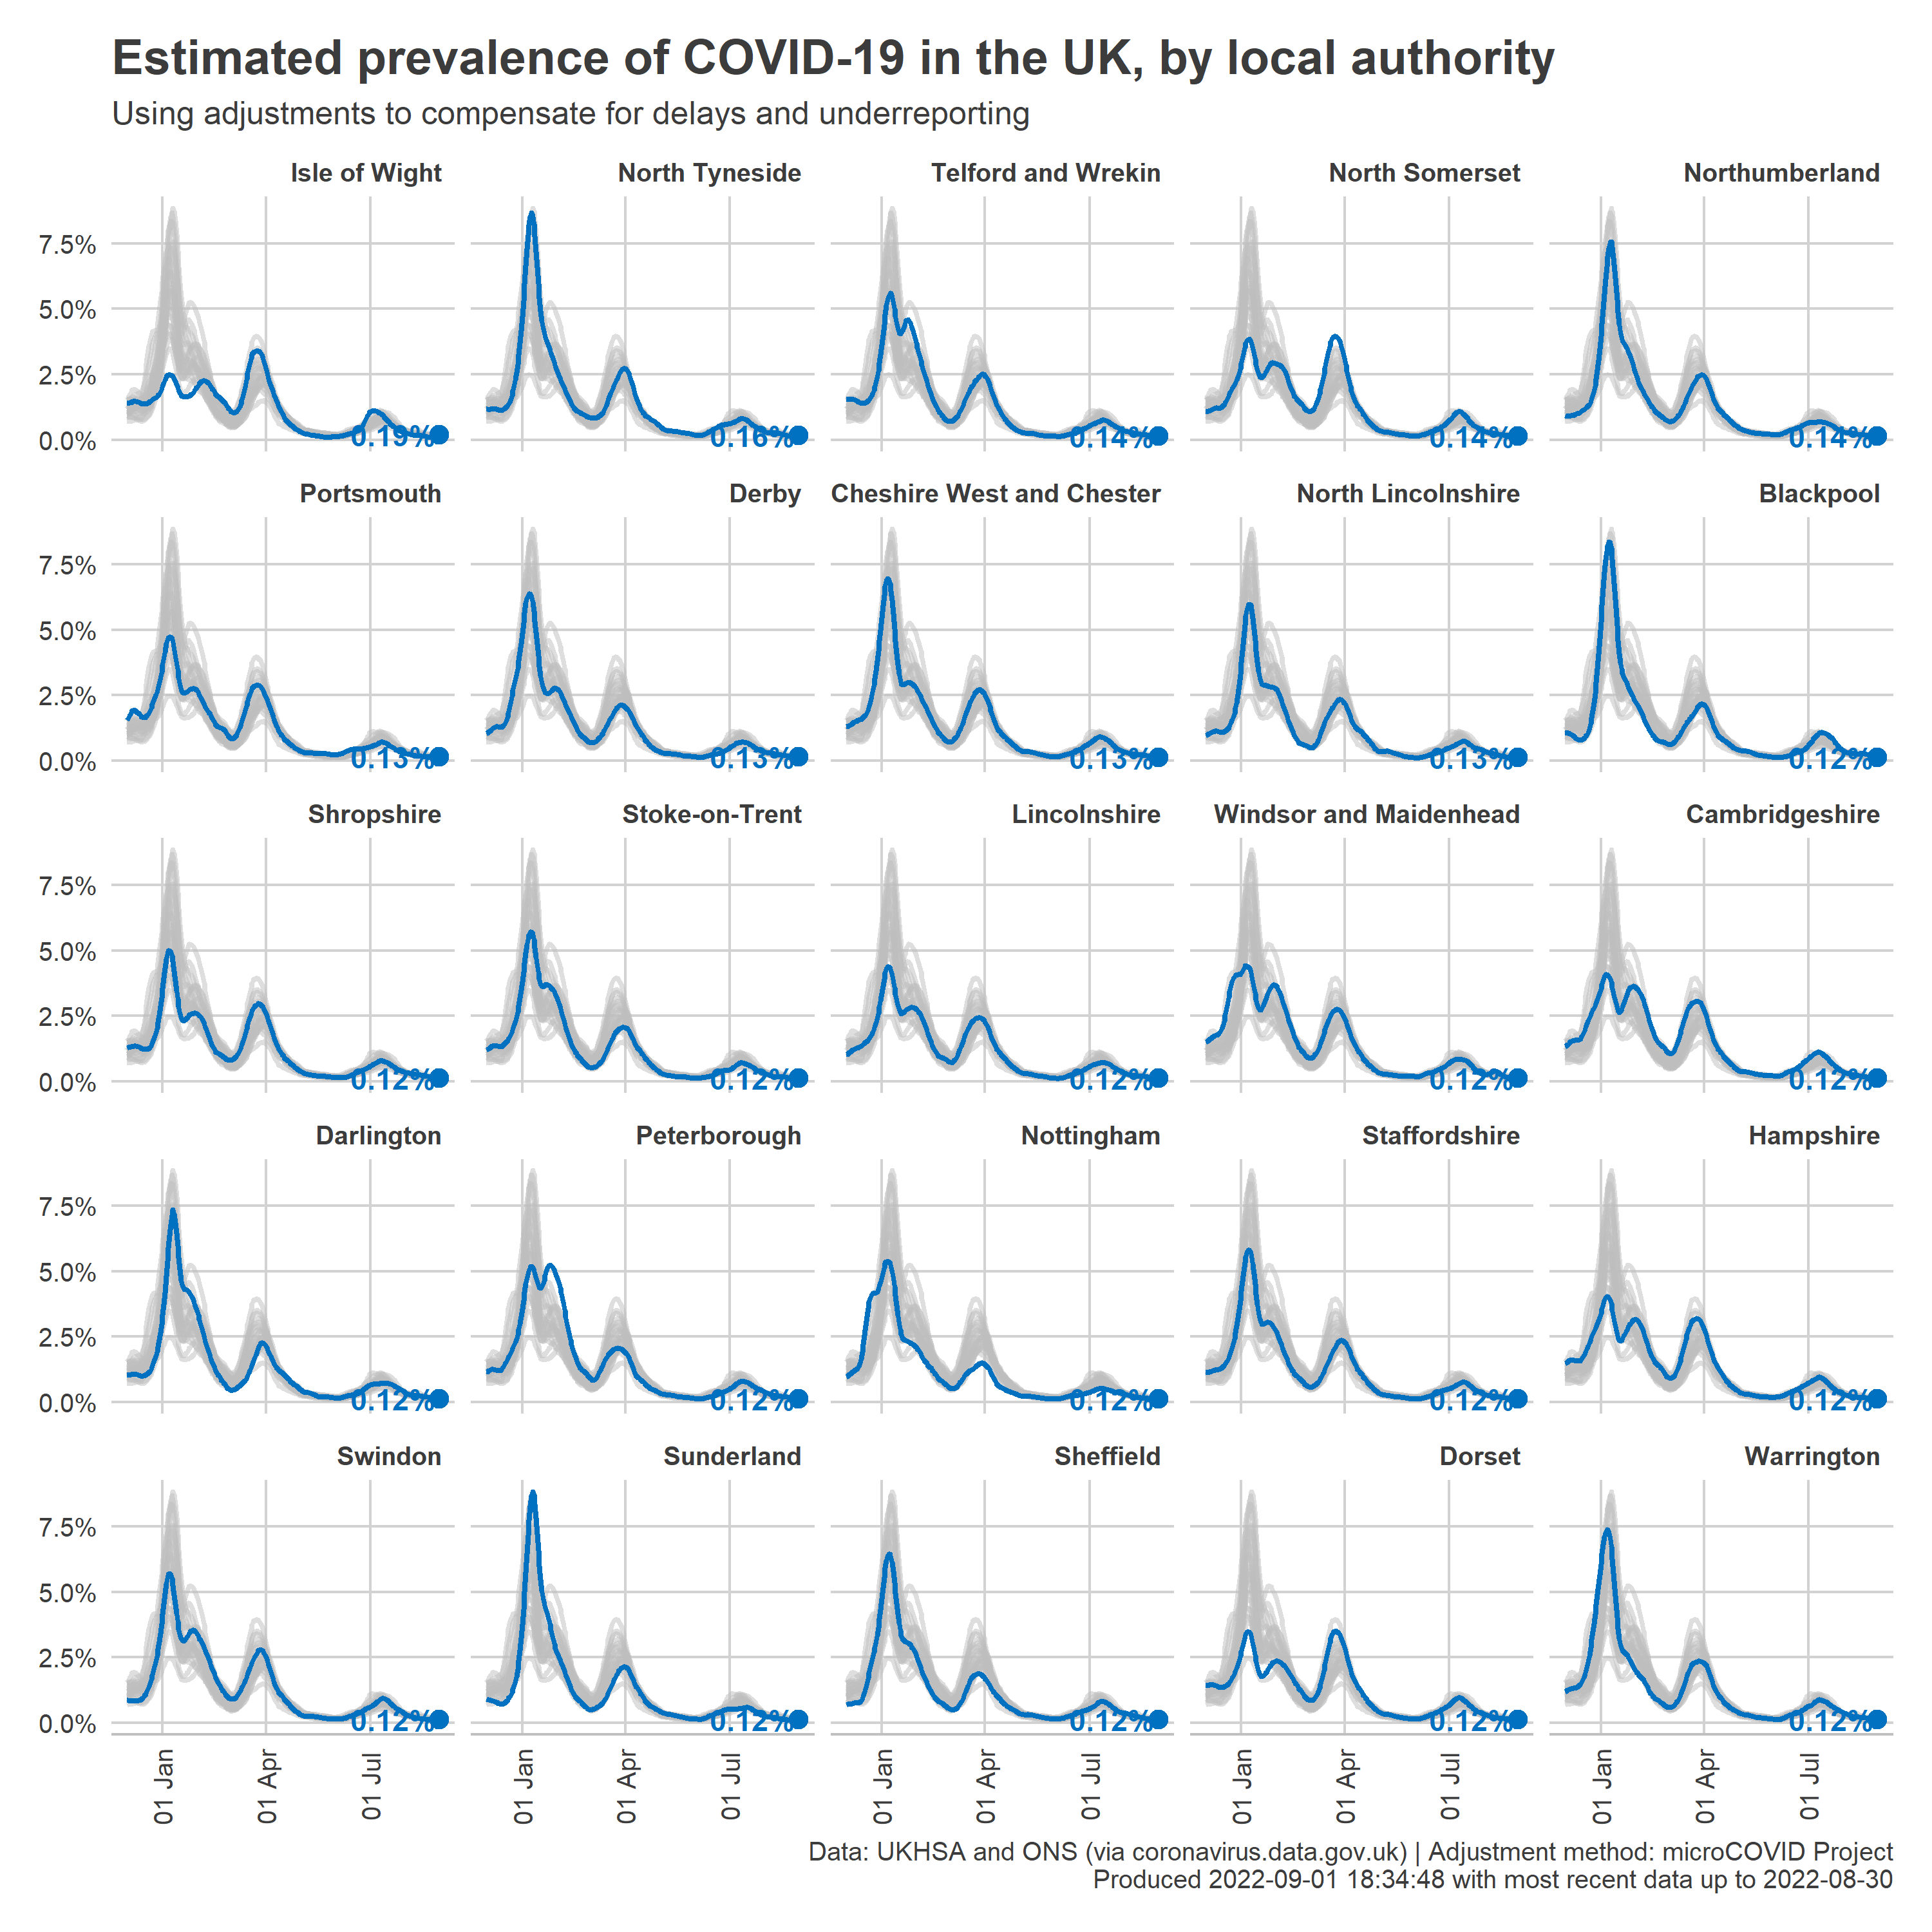 Estimated prevalence of COVID-19 in the UK, by local authority
Using adjustments to compensate for delays and underreporting
Isle of Wight North Tyneside Telford and Wrekin North Somerset Northumberland
7.5%
5.0%
2.5%
0.0%
0.19% 0.16% 0.14% 0.14% 0.14%
Portsmouth Derby Cheshire West and Chester North Lincolnshire Blackpool
7.5%
5.0%
2.5%
0.0%
0.13% 0.13% 0.13% 0.13% 0.12%
Shropshire Stoke-on-Trent Lincolnshire Windsor and Maidenhead Cambridgeshire
7.5%
5.0%
2.5%
0.0%
0.12% 0.12% 0.12% 0.12% 0.12%
Darlington Peterborough Nottingham Staffordshire Hampshire
7.5%
5.0%
2.5%
0.0%
0.12% 0.12% 0.12% 0.12% 0.12%
Swindon Sunderland Sheffield Dorset Warrington
7.5%
5.0%
2.5%
0.0%
0.12% 0.12% 0.12% 0.12% 0.12%
01 Jan 01 Apr 01 Jul 01 Jan 01 Apr 01 Jul 01 Jan 01 Apr 01 Jul 01 Jan 01 Apr 01 Jul 01 Jan 01 Apr 01 Jul
Data: UKHSA and ONS (via coronavirus.data.gov.uk) | Adjustment method: microCOVID Project
Produced 2022-09-01 18:34:48 with most recent data up to 2022-08-30